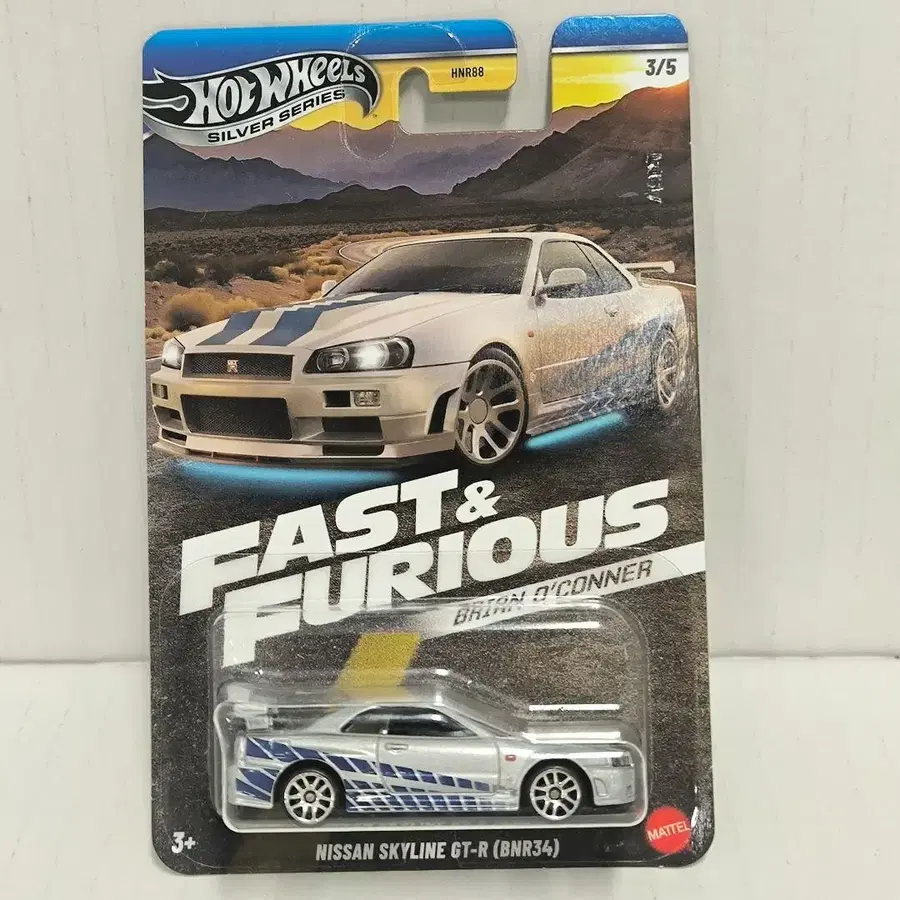 HOT WHEELS
SILVER SERIES
HNR88
3/5
FAST &
FURIOUS
BRIAN O'CONNER
3+
NISSAN SKYLINE GT-R (BNR34)
MATTEL